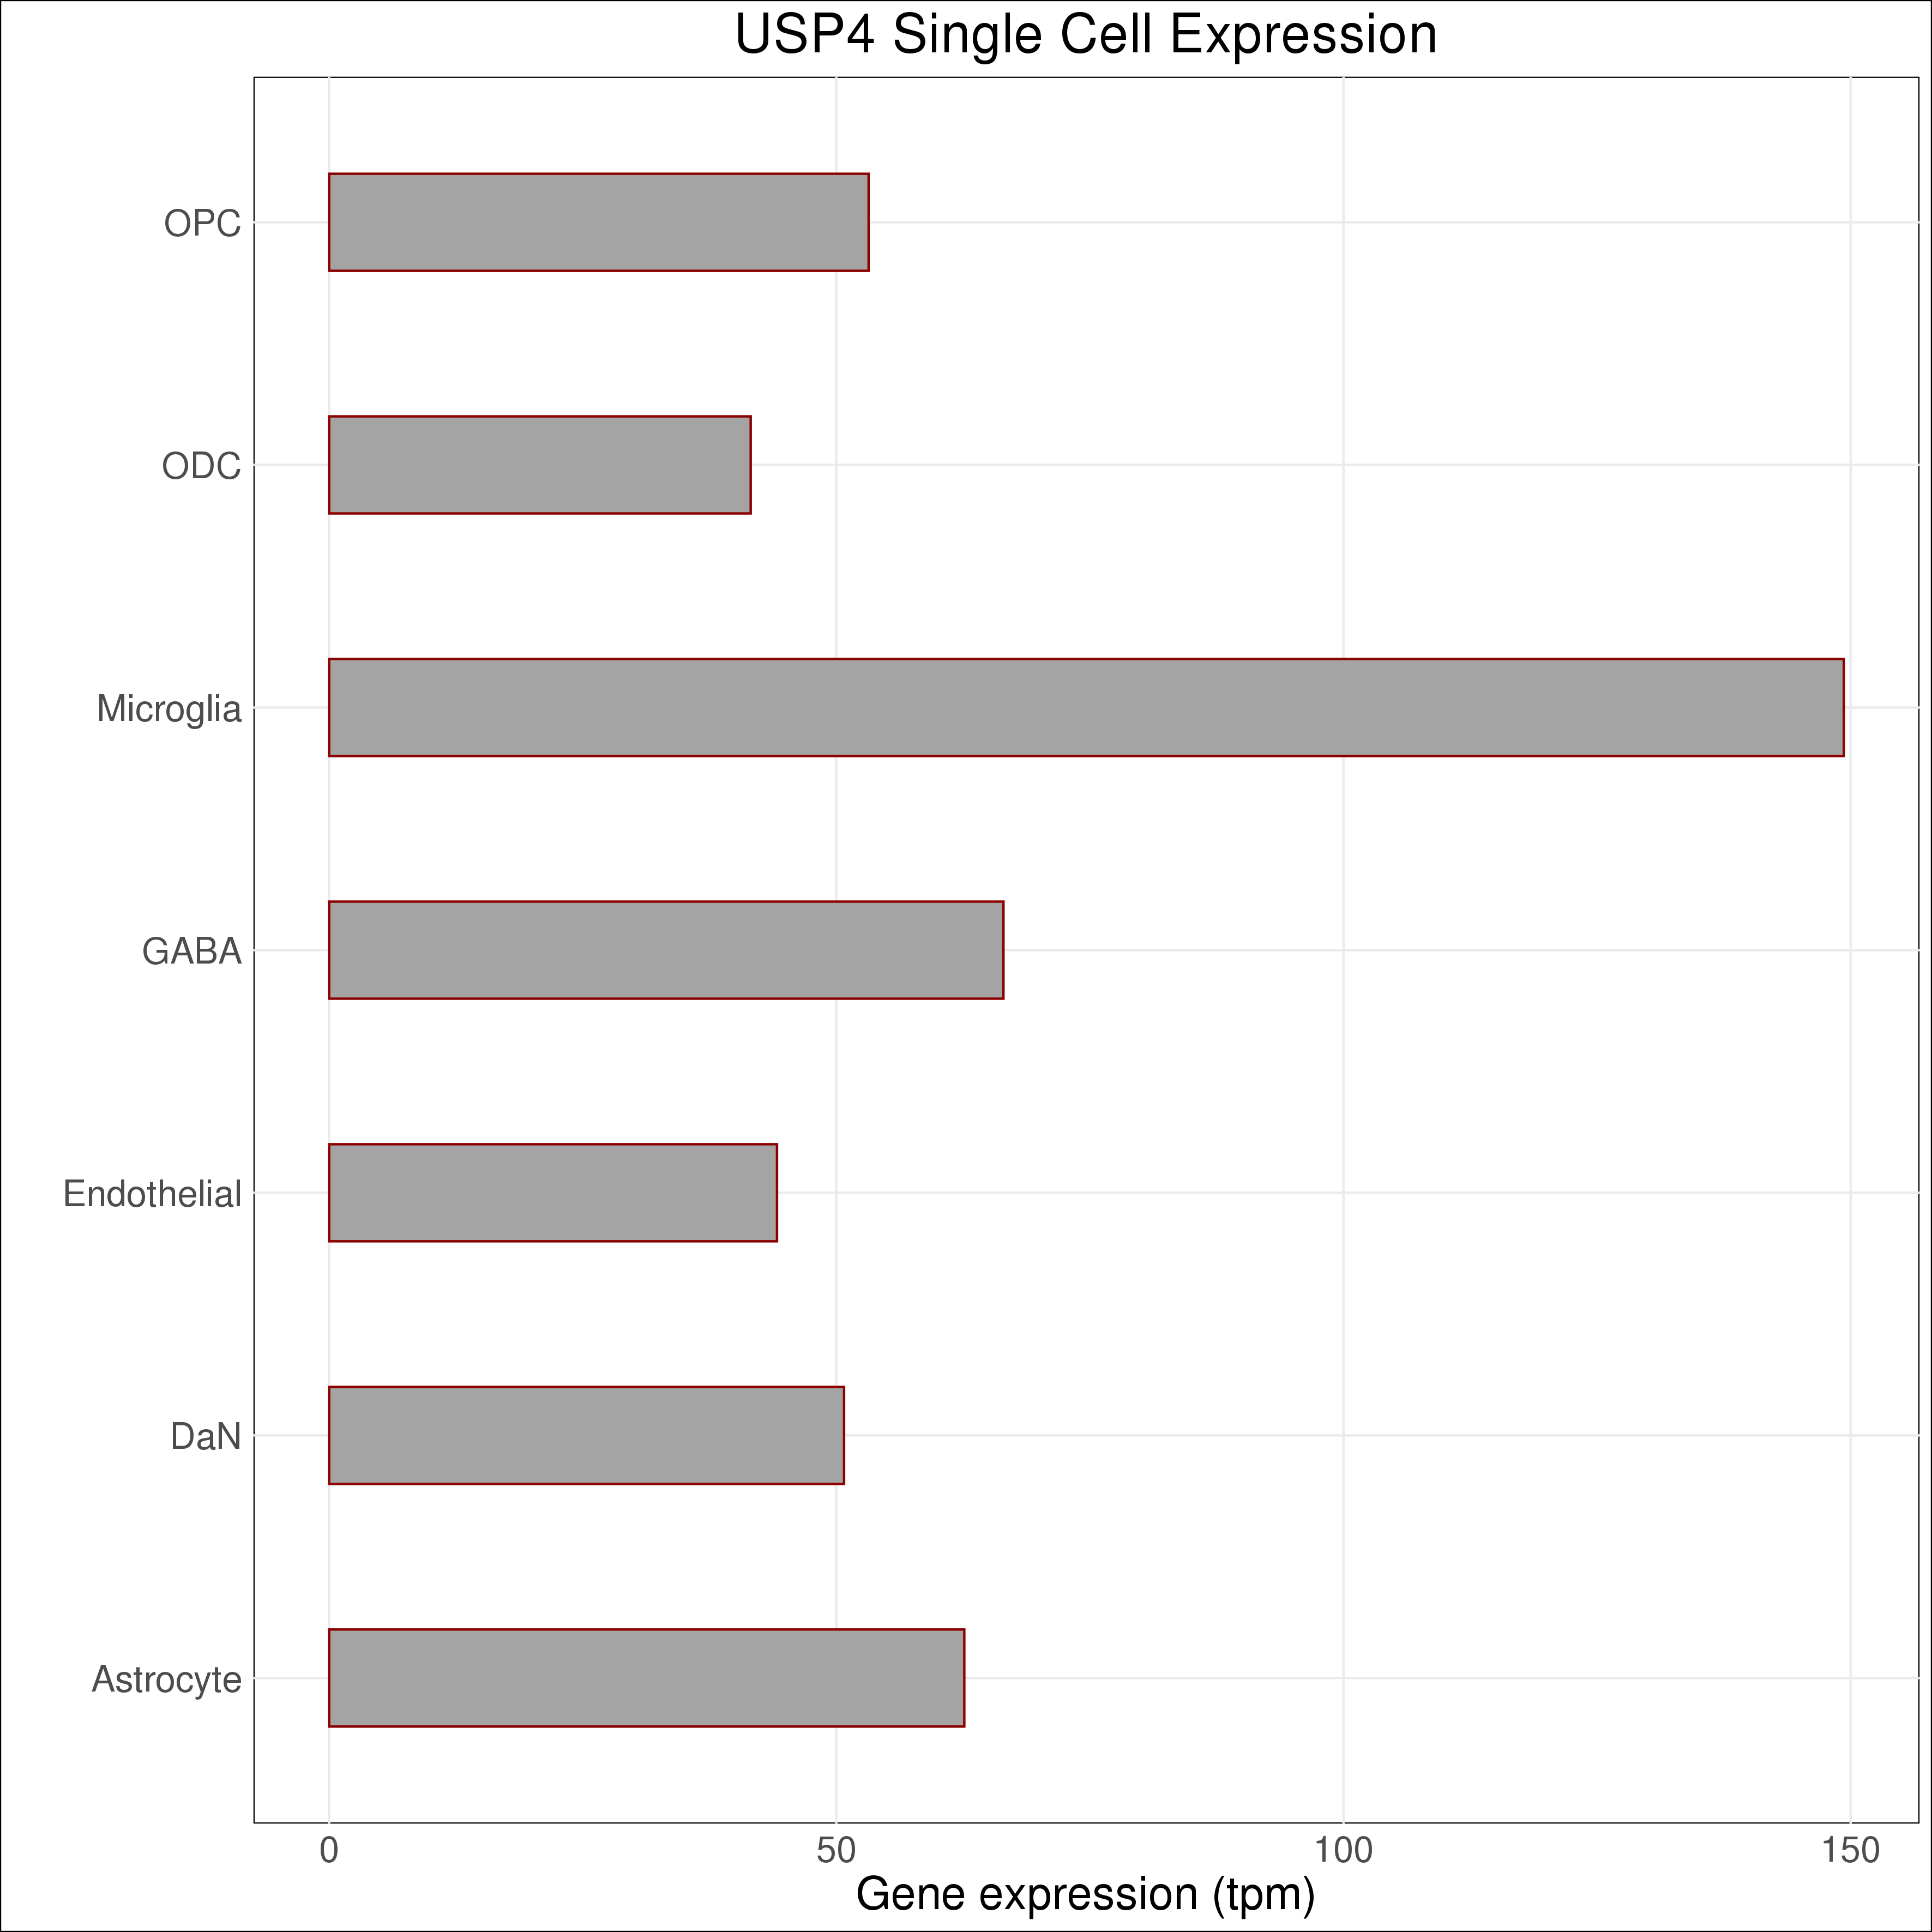 USP4 Single Cell Expression
OPC
ODC
Microglia
GABA
Endothelial
DaN
Astrocyte
0 50 100 150
Gene expression (tpm)